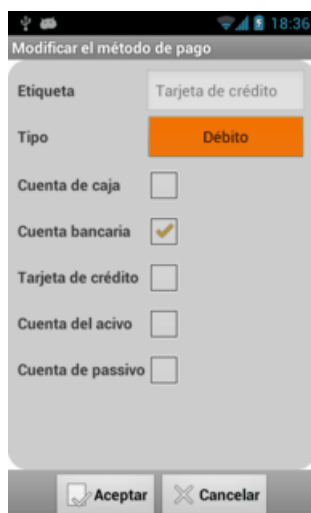 18:36
Modificar el método de pago
Etiqueta Tarjeta de crédito
Tipo Débito
Cuenta de caja
Cuenta bancaria
Tarjeta de crédito
Cuenta del acivo
Cuenta de passivo
Aceptar Cancelar